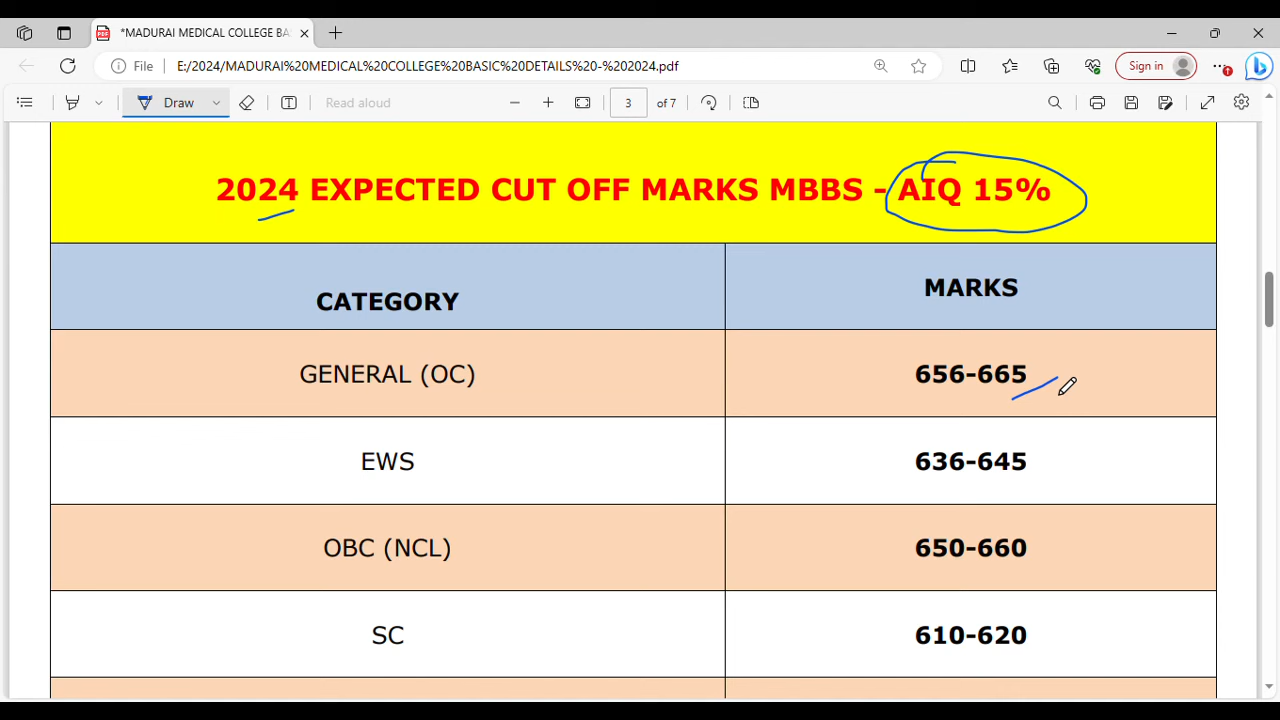 *MADURAI MEDICAL COLLEGE BA
Sign in
File
E:/2024/MADURAI%20MEDICAL%20COLLEGE%20BASIC%20DETAILS%20-%202024.pdf
Draw
Read aloud
3 of 7
2024 EXPECTED CUT OFF MARKS MBBS - AIQ 15%
CATEGORY MARKS
GENERAL (OC) 656-665
EWS 636-645
OBC (NCL) 650-660
SC 610-620